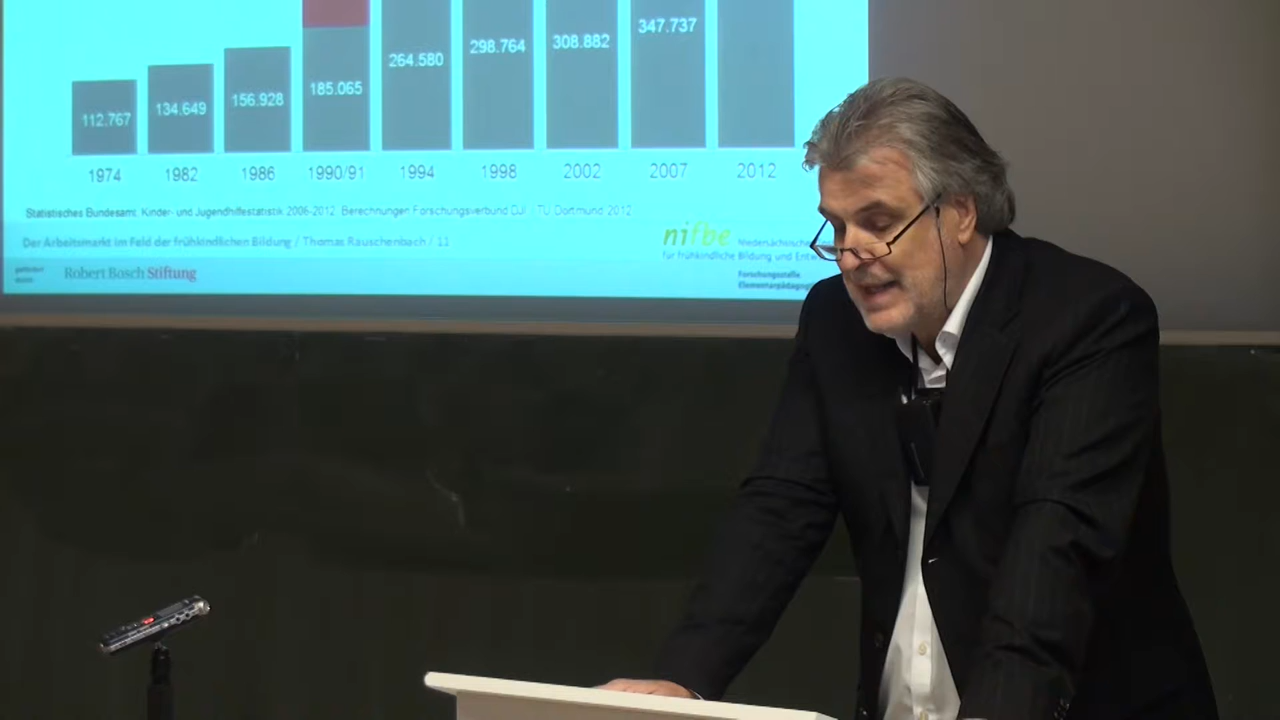 112.767 134.649 156.928 185.065 264.580 298.764 308.882 347.737
1974 1982 1986 1990/91 1994 1998 2002 2007 2012
Statistisches Bundesamt, Kinder- und Jugendhilfestatistik 2006-2012, Berechnungen Forschungsverbund DJI / TU Dortmund 2012
Der Arbeitsmarkt im Feld der frühkindlichen Bildung / Thomas Rauschenbach / 11
nifbe Niedersächsische
für frühkindliche Bildung und Entw
Robert Bosch Stiftung
Forschungsstelle
Elementarpädagogi